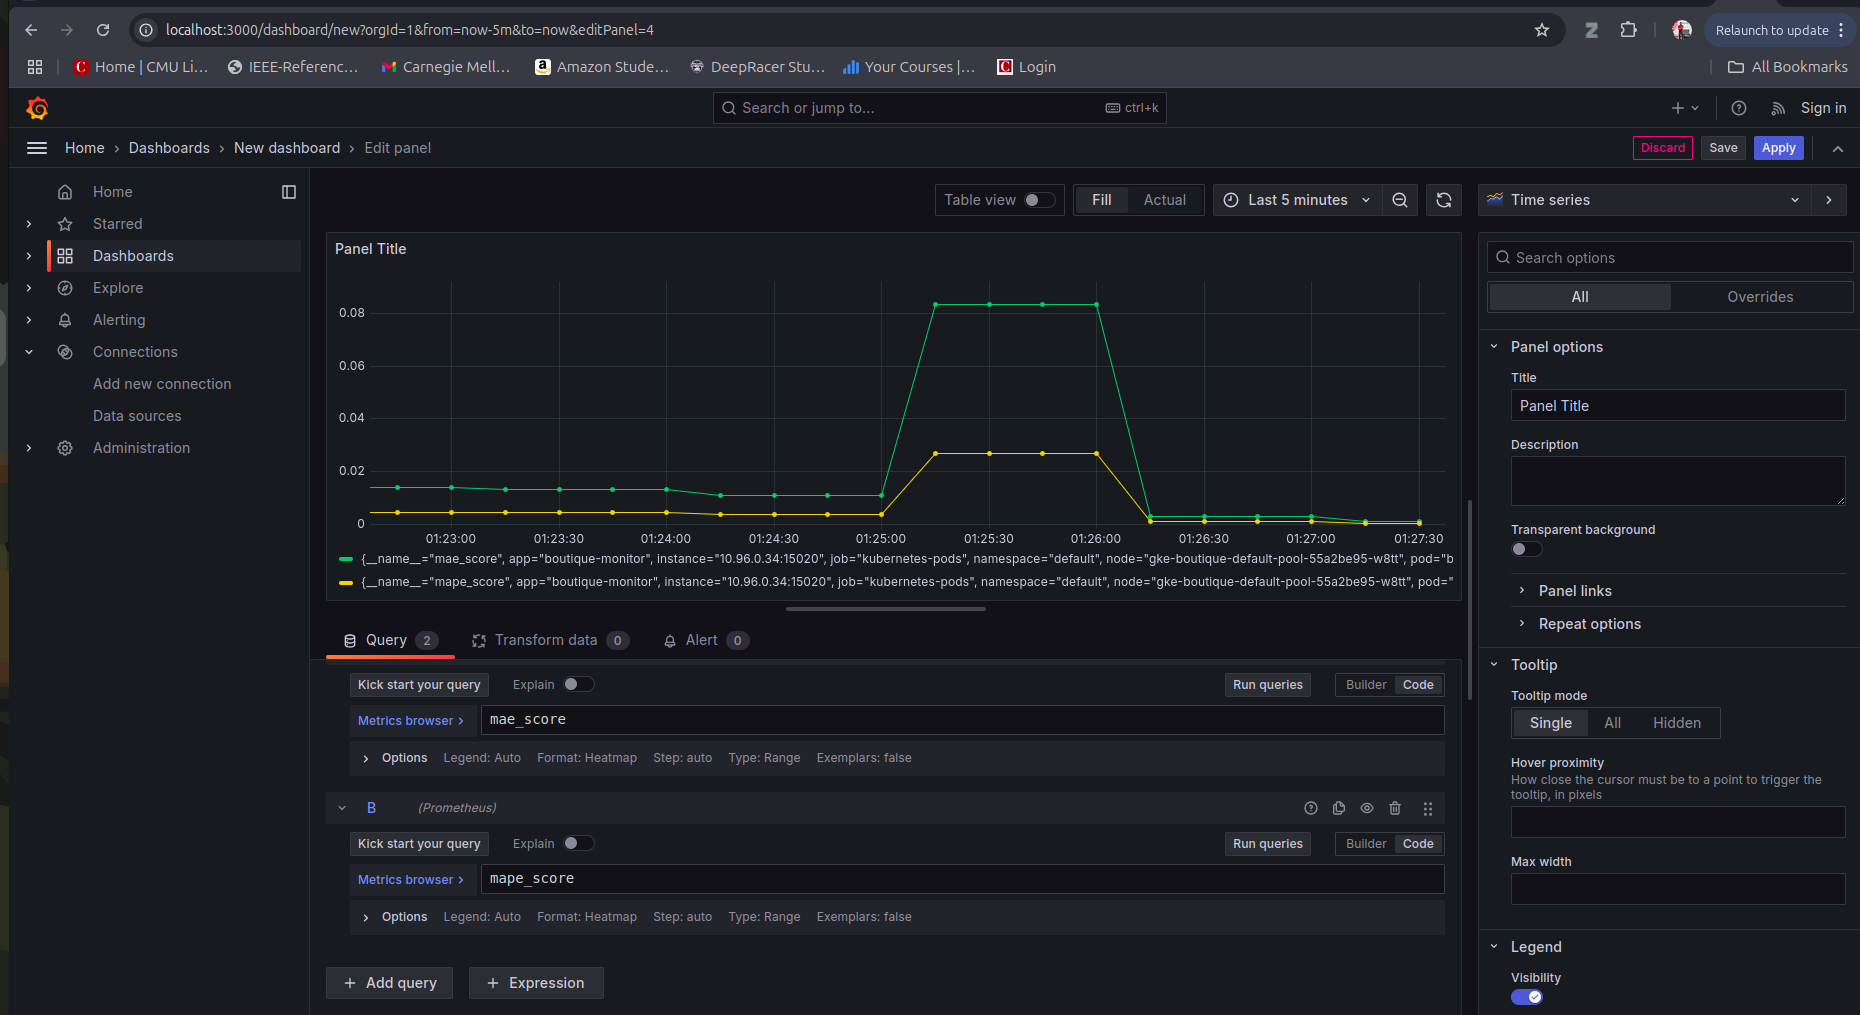 localhost:3000/dashboard/new?orgId=1&from=now-5m&to=now&editPanel=4
Relaunch to update
Home | CMU Li...
IEEE-Referenc...
Carnegie Mell...
Amazon Stude...
DeepRacer Stu...
Your Courses |...
Login
All Bookmarks
Search or jump to...
ctrl+k
Sign in
Home › Dashboards › New dashboard › Edit panel
Discard
Save
Apply
Home
Starred
Dashboards
Explore
Alerting
Connections
Add new connection
Data sources
Administration
Table view
Fill
Actual
Last 5 minutes
Panel Title
0.08
0.06
0.04
0.02
0
01:23:00
01:23:30
01:24:00
01:24:30
01:25:00
01:25:30
01:26:00
01:26:30
01:27:00
01:27:30
{__name__="mae_score", app="boutique-monitor", instance="10.96.0.34:15020", job="kubernetes-pods", namespace="default", node="gke-boutique-default-pool-55a2be95-w8tt", pod="b
{__name__="mape_score", app="boutique-monitor", instance="10.96.0.34:15020", job="kubernetes-pods", namespace="default", node="gke-boutique-default-pool-55a2be95-w8tt", pod="
Query 2
Transform data 0
Alert 0
Kick start your query
Explain
Run queries
Builder
Code
Metrics browser >
mae_score
Options
Legend: Auto
Format: Heatmap
Step: auto
Type: Range
Exemplars: false
B
(Prometheus)
Kick start your query
Explain
Run queries
Builder
Code
Metrics browser >
mape_score
Options
Legend: Auto
Format: Heatmap
Step: auto
Type: Range
Exemplars: false
+ Add query
+ Expression
Time series
Search options
All
Overrides
Panel options
Title
Panel Title
Description
Transparent background
Panel links
Repeat options
Tooltip
Tooltip mode
Single
All
Hidden
Hover proximity
How close the cursor must be to a point to trigger the
tooltip, in pixels
Max width
Legend
Visibility